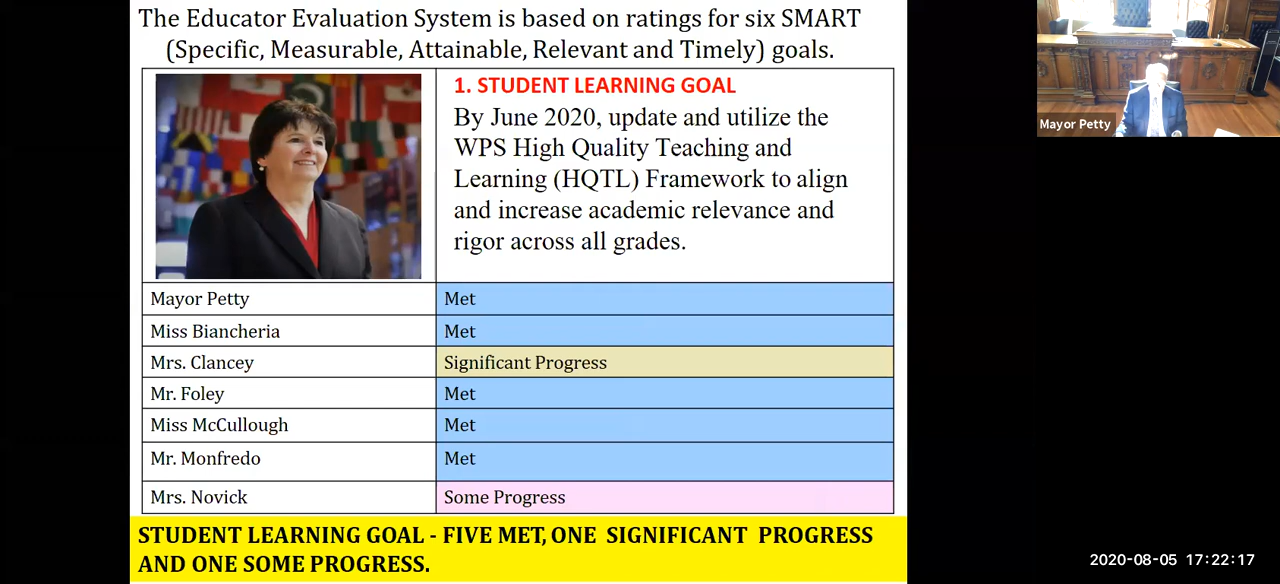 The Educator Evaluation System is based on ratings for six SMART
(Specific, Measurable, Attainable, Relevant and Timely) goals.
1. STUDENT LEARNING GOAL
By June 2020, update and utilize the
WPS High Quality Teaching and
Learning (HQTL) Framework to align
and increase academic relevance and
rigor across all grades.
Mayor Petty Met
Miss Biancheria Met
Mrs. Clancey Significant Progress
Mr. Foley Met
Miss McCullough Met
Mr. Monfredo Met
Mrs. Novick Some Progress
STUDENT LEARNING GOAL - FIVE MET, ONE SIGNIFICANT PROGRESS
AND ONE SOME PROGRESS.
Mayor Petty
2020-08-05 17:22:17